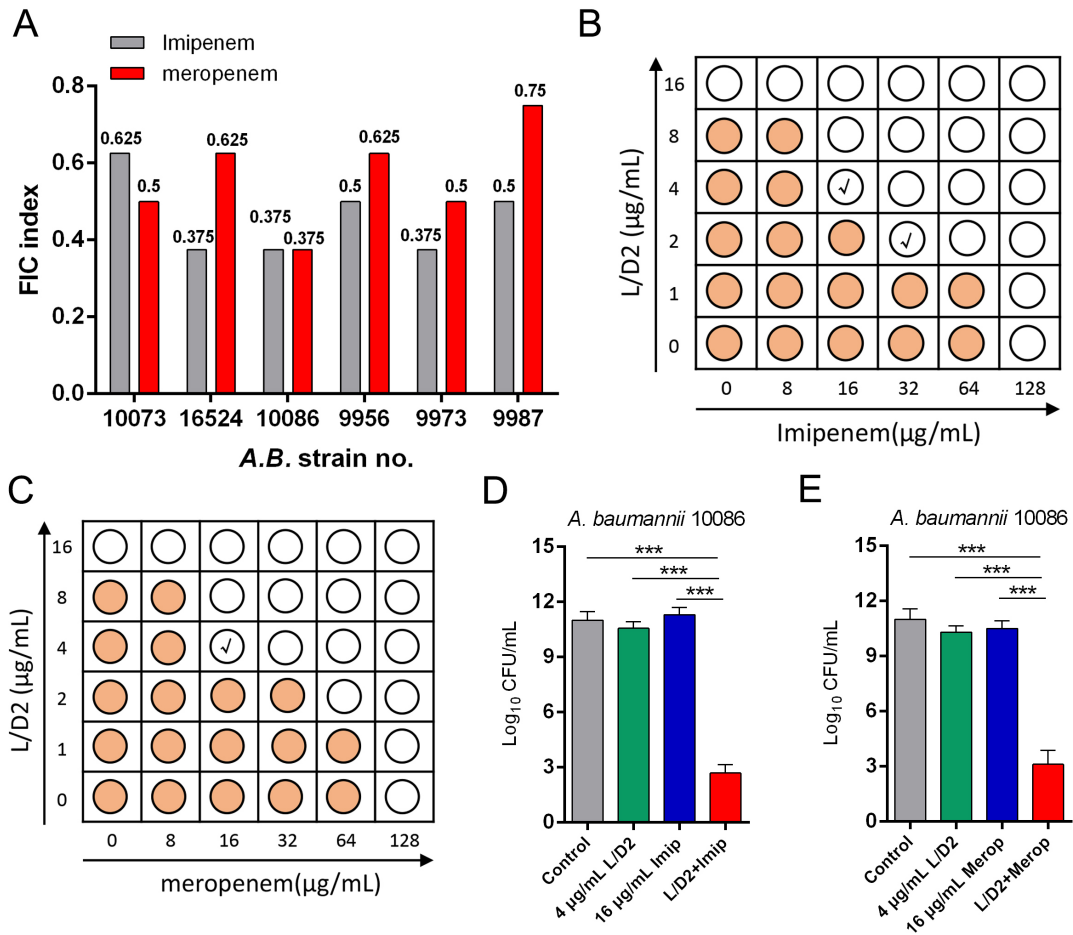 A
Imipenem
meropenem
FIC index
0.8
0.6
0.4
0.2
0.0
0.625
0.5
0.375
0.625
0.375
0.375
0.5
0.625
0.375
0.5
0.5
0.75
10073 16524 10086 9956 9973 9987
A.B. strain no.
B
L/D2 (µg/mL)
16
8
4
√
2
√
1
0
0 8 16 32 64 128
Imipenem(µg/mL)
C
L/D2 (µg/mL)
16
8
4
√
2
1
0
0 8 16 32 64 128
meropenem(µg/mL)
D
A. baumannii 10086
Log10 CFU/mL
15
12
9
6
3
0
***
***
***
Control
4 µg/mL L/D2
16 µg/mL Imip
L/D2+Imip
E
A. baumannii 10086
Log10 CFU/mL
15
12
9
6
3
0
***
***
***
Control
4 µg/mL L/D2
16 µg/mL Merop
L/D2+Merop